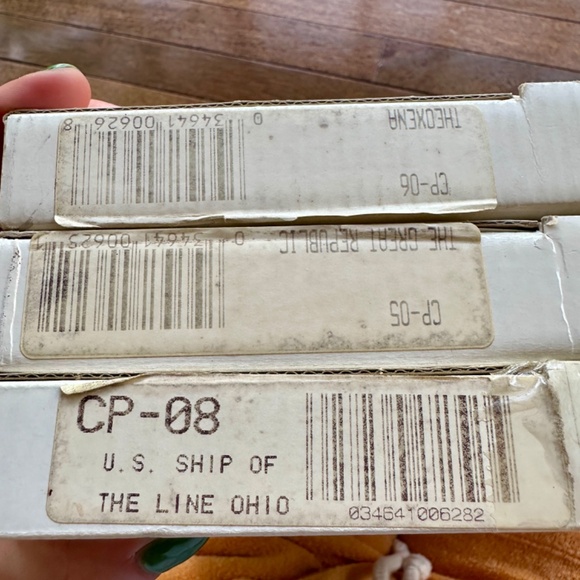 THEOXENA
0 34641 00626 8
CP-06
THE GREAT REPUBLIC
0 34641 00625 1
CP-05
CP-08
U.S. SHIP OF
THE LINE OHIO
034641006282